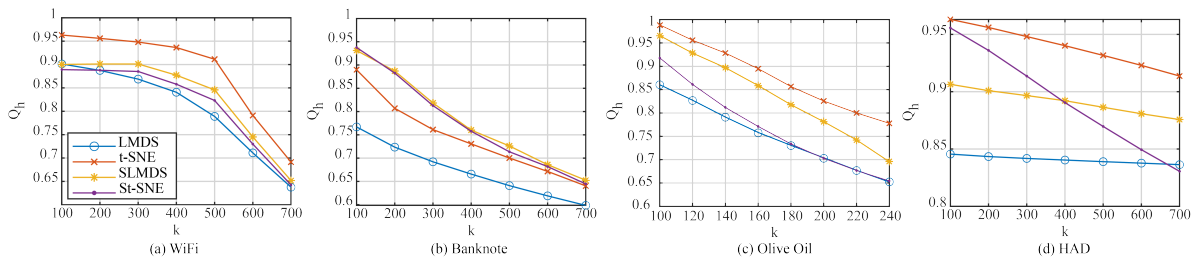 1
0.95
0.9
0.85
0.8
0.75
0.7
0.65
Q_h
100 200 300 400 500 600 700
k
LMDS
t-SNE
SLMDS
St-SNE
(a) WiFi
1
0.95
0.9
0.85
0.8
0.75
0.7
0.65
0.6
Q_h
100 200 300 400 500 600 700
k
(b) Banknote
1
0.95
0.9
0.85
0.8
0.75
0.7
0.65
0.6
Q_h
100 120 140 160 180 200 220 240
k
(c) Olive Oil
0.95
0.9
0.85
0.8
Q_h
100 200 300 400 500 600 700
k
(d) HAD